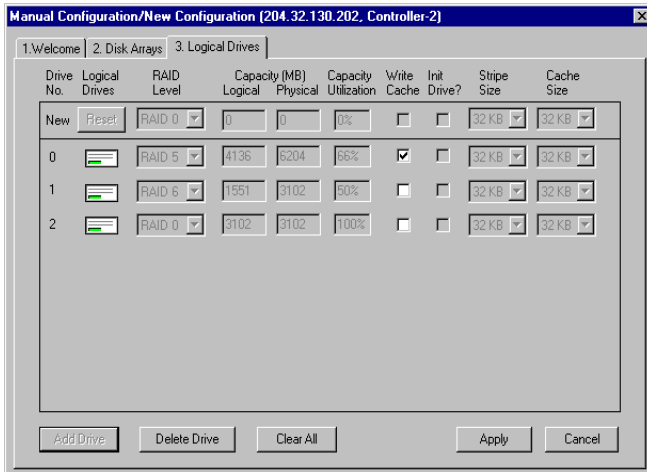 Manual Configuration/New Configuration (204.32.130.202, Controller-2)
1.Welcome 2. Disk Arrays 3. Logical Drives
Drive Logical RAID Capacity (MB) Capacity Write Init Stripe Cache
No. Drives Level Logical Physical Utilization Cache Drive? Size Size
New Reset RAID 0 0 0 0% 32 KB 32 KB
0 RAID 5 4136 6204 66% 32 KB 32 KB
1 RAID 6 1551 3102 50% 32 KB 32 KB
2 RAID 0 3102 3102 100% 32 KB 32 KB
Add Drive Delete Drive Clear All Apply Cancel